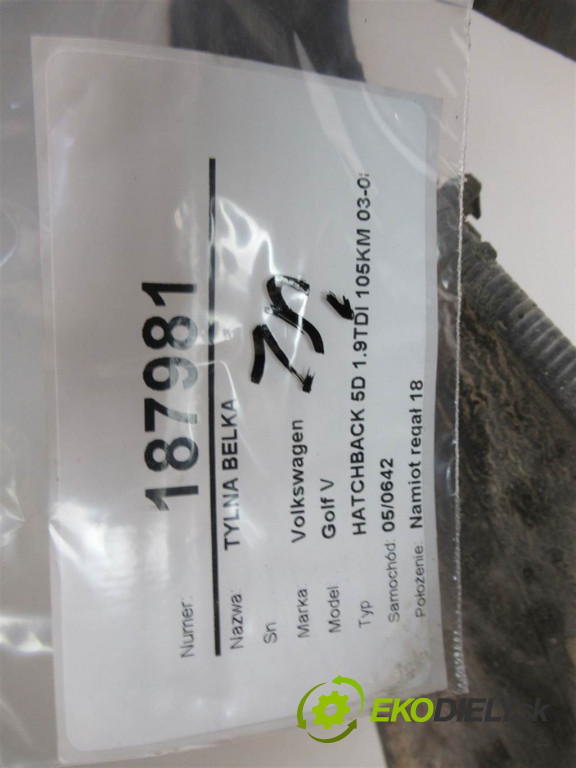 Numer: 187981
Nazwa: TYLNA BELKA
Sn
Marka: Volkswagen
Model Golf V
Typ HATCHBACK 5D 1.9TDI 105KM 03-0
Samochód: 05/0642
Położenie: Namiot regał 18
EKODIELY.sk